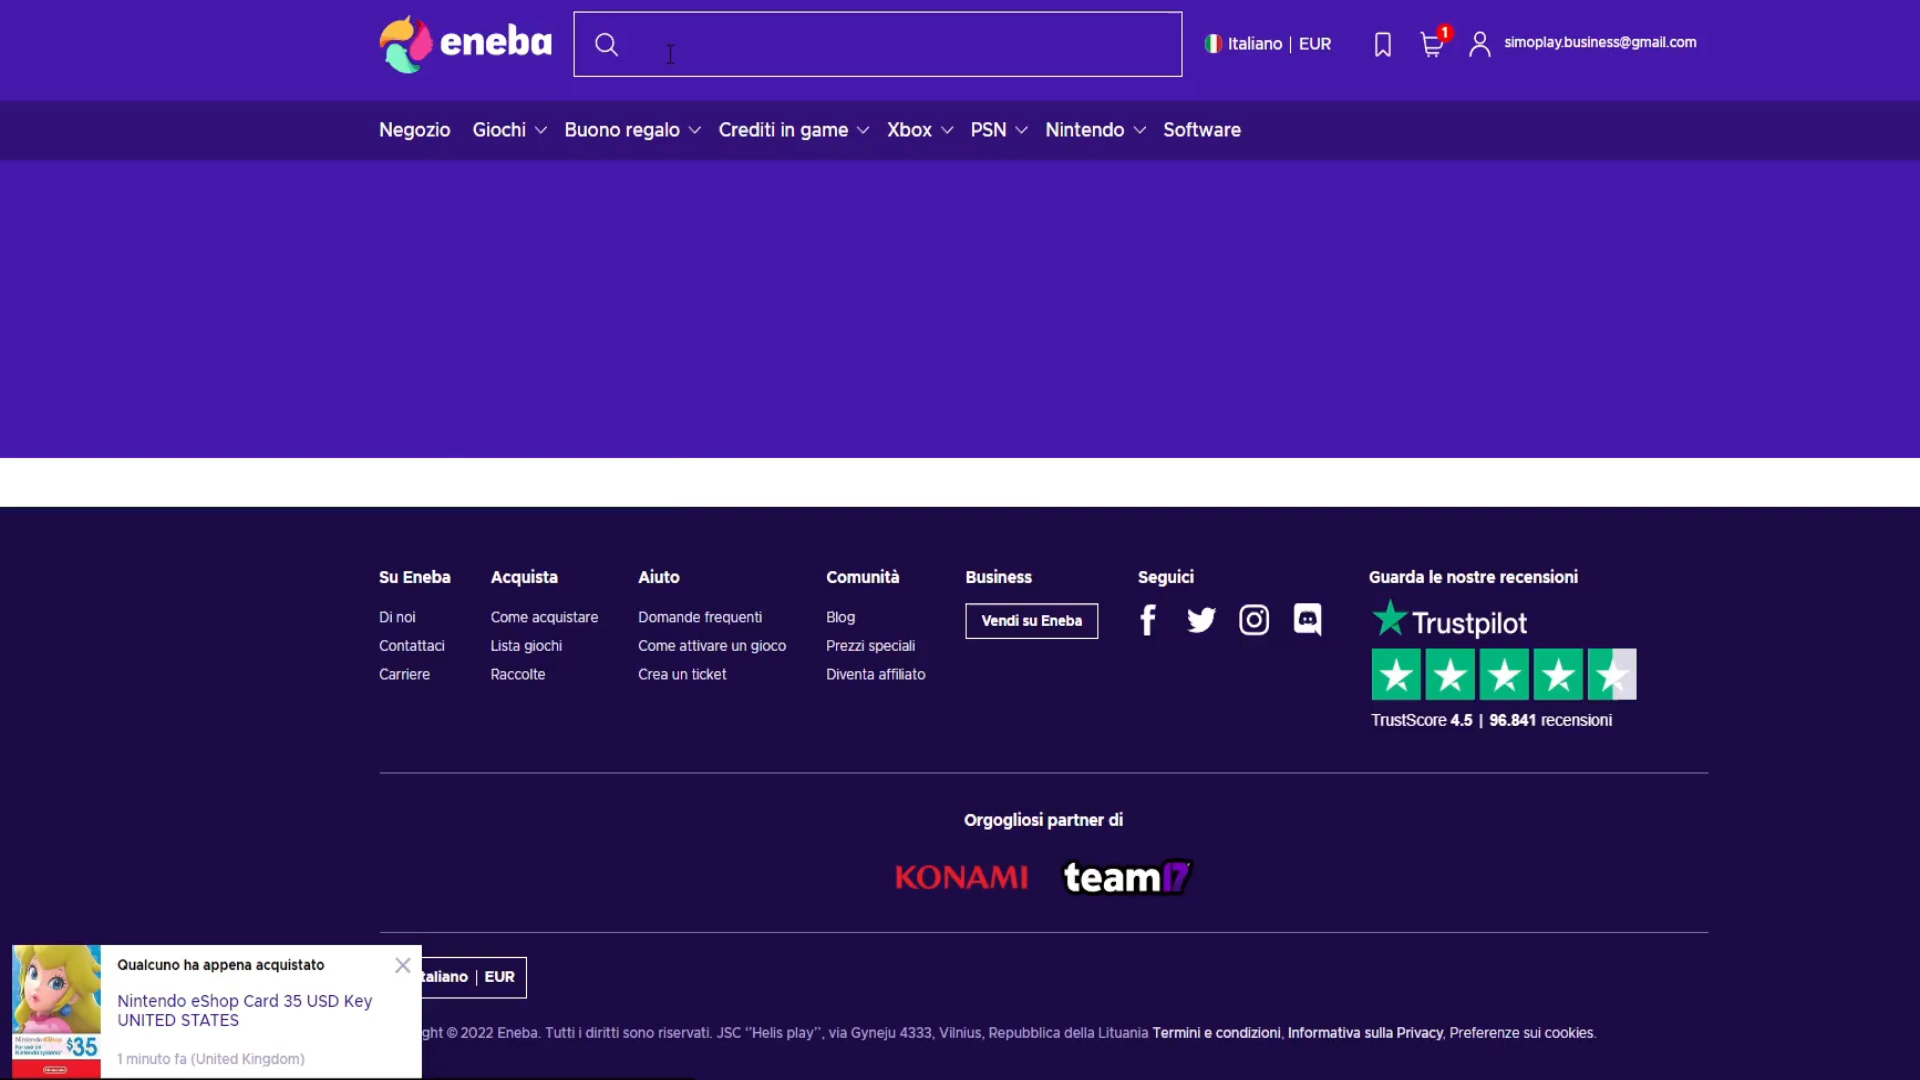 eneba
Italiano | EUR
1
simoplay.business@gmail.com
Negozio Giochi Buono regalo Crediti in game Xbox PSN Nintendo Software
Su Eneba
Di noi
Contattaci
Carriere
Acquista
Come acquistare
Lista giochi
Raccolte
Aiuto
Domande frequenti
Come attivare un gioco
Crea un ticket
Comunità
Blog
Prezzi speciali
Diventa affiliato
Business
Vendi su Eneba
Seguici
Guarda le nostre recensioni
Trustpilot
TrustScore 4.5 | 96.841 recensioni
Orgogliosi partner di
KONAMI team17
Qualcuno ha appena acquistato
Nintendo eShop Card 35 USD Key
UNITED STATES
1 minuto fa (United Kingdom)
$35
taliano | EUR
ght © 2022 Eneba. Tutti i diritti sono riservati. JSC ‘’Helis play’’, via Gyneju 4333, Vilnius, Repubblica della Lituania Termini e condizioni, Informativa sulla Privacy, Preferenze sui cookies.